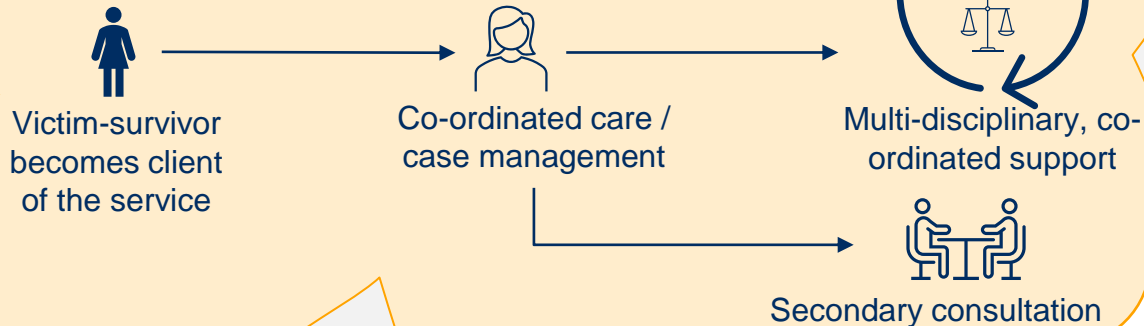 Victim-survivor
becomes client
of the service
Co-ordinated care /
case management
Multi-disciplinary, co-
ordinated support
Secondary consultation